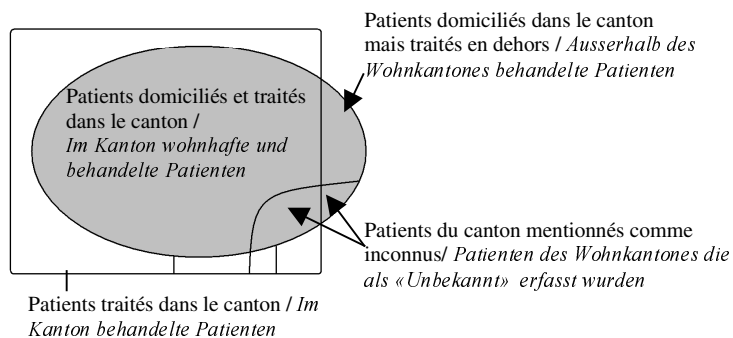 Patients domiciliés dans le canton
mais traités en dehors / Ausserhalb des
Wohnkantones behandelte Patienten
Patients domiciliés et traités
dans le canton /
Im Kanton wohnhafte und
behandelte Patienten
Patients du canton mentionnés comme
inconnus/ Patienten des Wohnkantones die
als «Unbekannt» erfasst wurden
Patients traités dans le canton / Im
Kanton behandelte Patienten